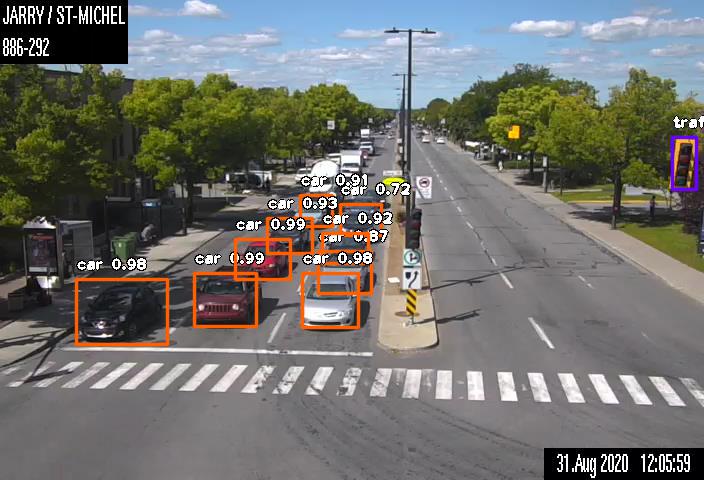 JARRY / ST-MICHEL
886-292
traf
car 0.91
car 0.72
car 0.93
car 0.92
car 0.99
car 0.87
car 0.98
car 0.99
car 0.98
31.Aug 2020 12:05:59